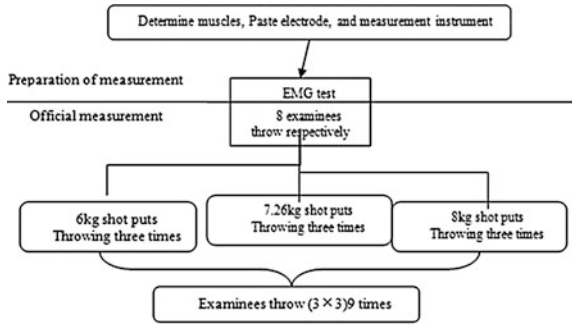 Determine muscles, Paste electrode, and measurement instrument
Preparation of measurement
EMG test
Official measurement
8 examinees
throw respectively
6kg shot puts
Throwing three times
7.26kg shot puts
Throwing three times
8kg shot puts
Throwing three times
Examinees throw (3×3)9 times